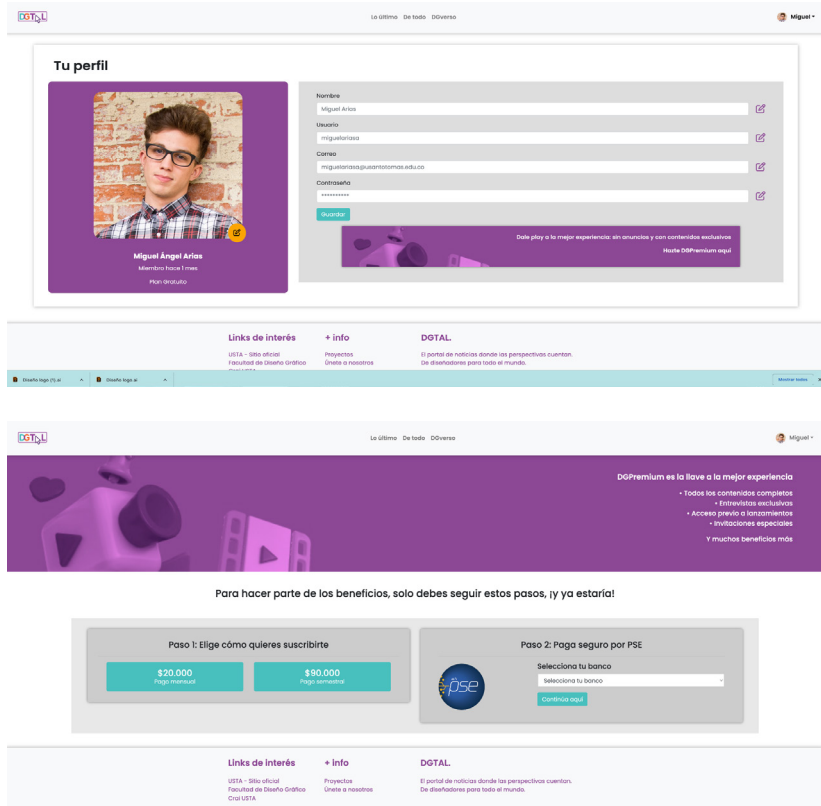 DGTAL
Lo último De todo DGverso
Miguel
Tu perfil
Miguel Ángel Arias
Miembro hace 1 mes
Plan Gratuito
Nombre
Miguel Arias
Usuario
miguelariasa
Correo
miguelariasa@usantotomas.edu.co
Contraseña
**********
Guardar
Dale play a la mejor experiencia: sin anuncios y con contenidos exclusivos
Hazte DGPremium aquí
Links de interés
USTA - Sitio oficial
Facultad de Diseño Gráfico
Crai USTA
+ info
Proyectos
Únete a nosotros
DGTAL.
El portal de noticias donde las perspectivas cuentan.
De diseñadores para todo el mundo.
Diseño logo (1).ai
Diseño logo.ai
Mostrar todos
DGTAL
Lo último De todo DGverso
Miguel
DGPremium es la llave a la mejor experiencia
• Todos los contenidos completos
• Entrevistas exclusivas
• Acceso previo a lanzamientos
• Invitaciones especiales
Y muchos beneficios más
Para hacer parte de los beneficios, solo debes seguir estos pasos, ¡y ya estaría!
Paso 1: Elige cómo quieres suscribirte
$20.000
Pago mensual
$90.000
Pago semestral
Paso 2: Paga seguro por PSE
pse
Selecciona tu banco
Selecciona tu banco
Continúa aquí
Links de interés
USTA - Sitio oficial
Facultad de Diseño Gráfico
Crai USTA
+ info
Proyectos
Únete a nosotros
DGTAL.
El portal de noticias donde las perspectivas cuentan.
De diseñadores para todo el mundo.